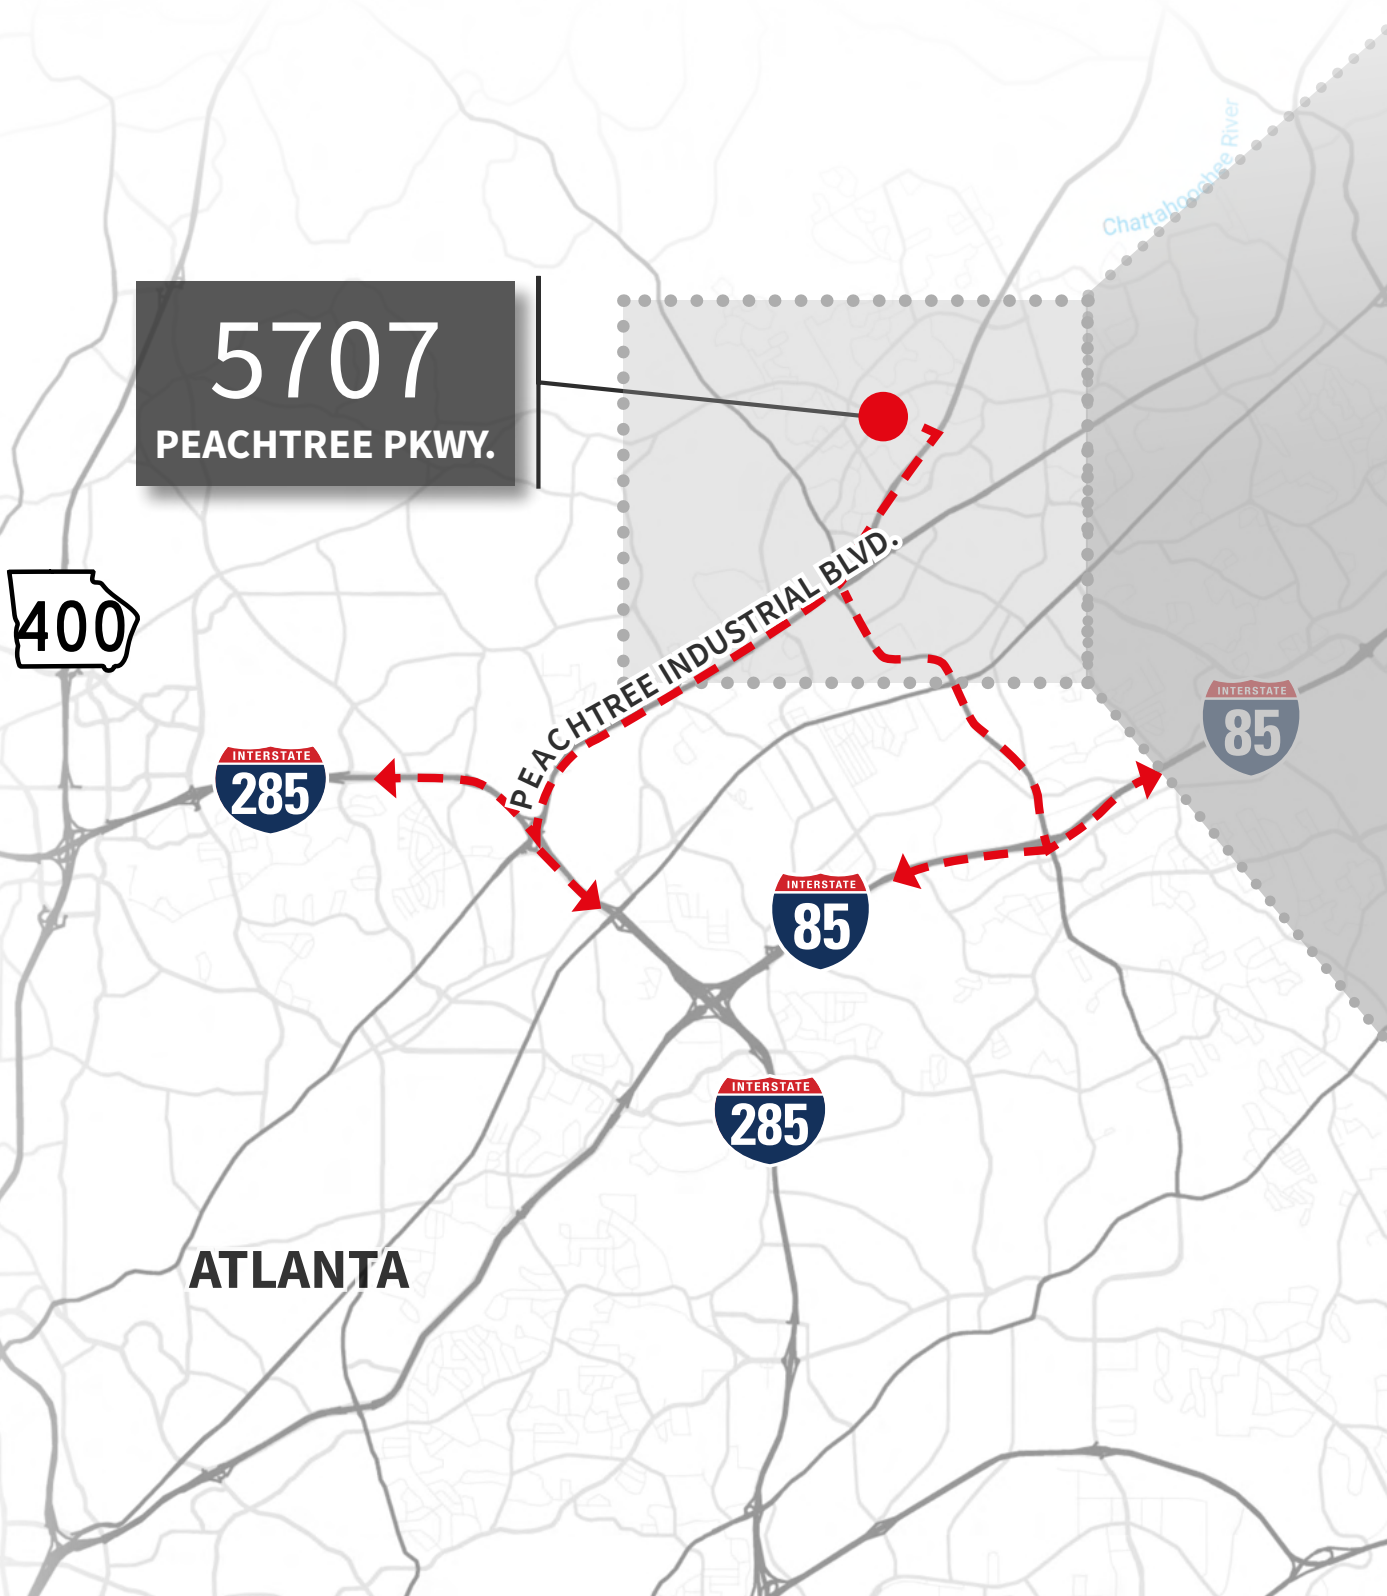 Chattahoochee River
5707
PEACHTREE PKWY.
PEACHTREE INDUSTRIAL BLVD.
400
INTERSTATE
85
INTERSTATE
285
INTERSTATE
85
INTERSTATE
285
ATLANTA